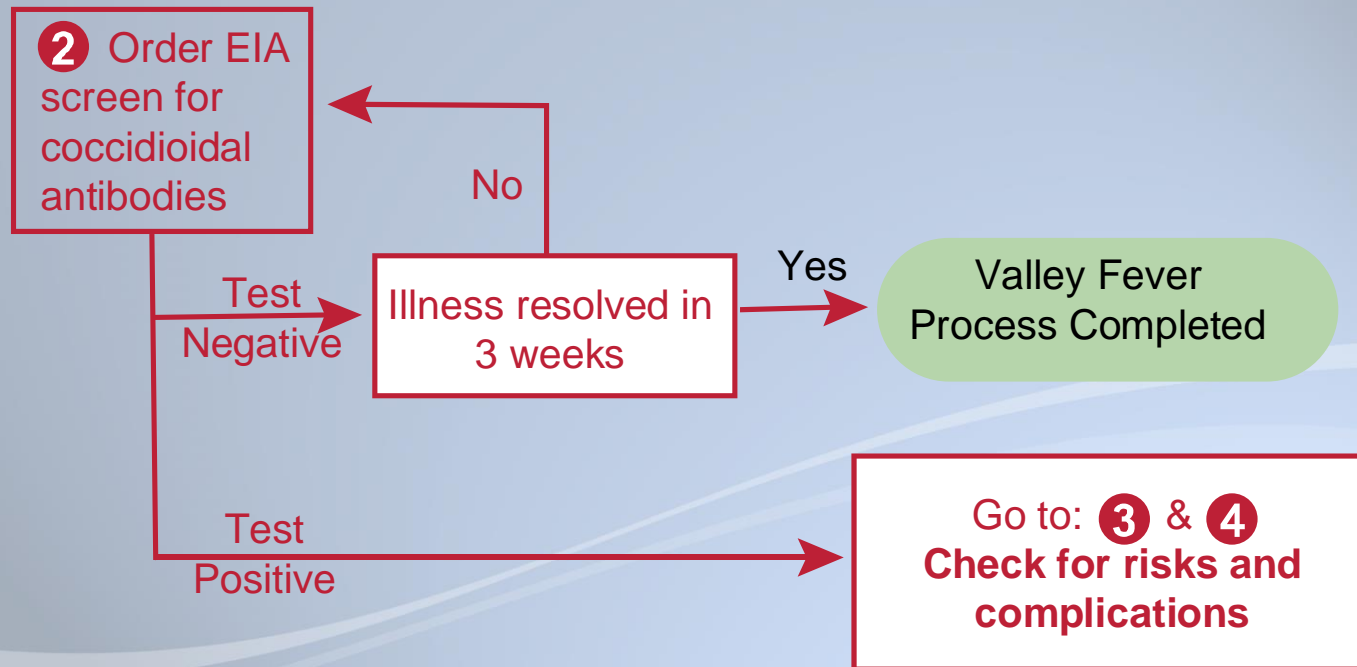 2 Order EIA
screen for
coccidioidal
antibodies
No
Test
Negative
Illness resolved in
3 weeks
Yes
Valley Fever
Process Completed
Test
Positive
Go to: 3 & 4
Check for risks and
complications